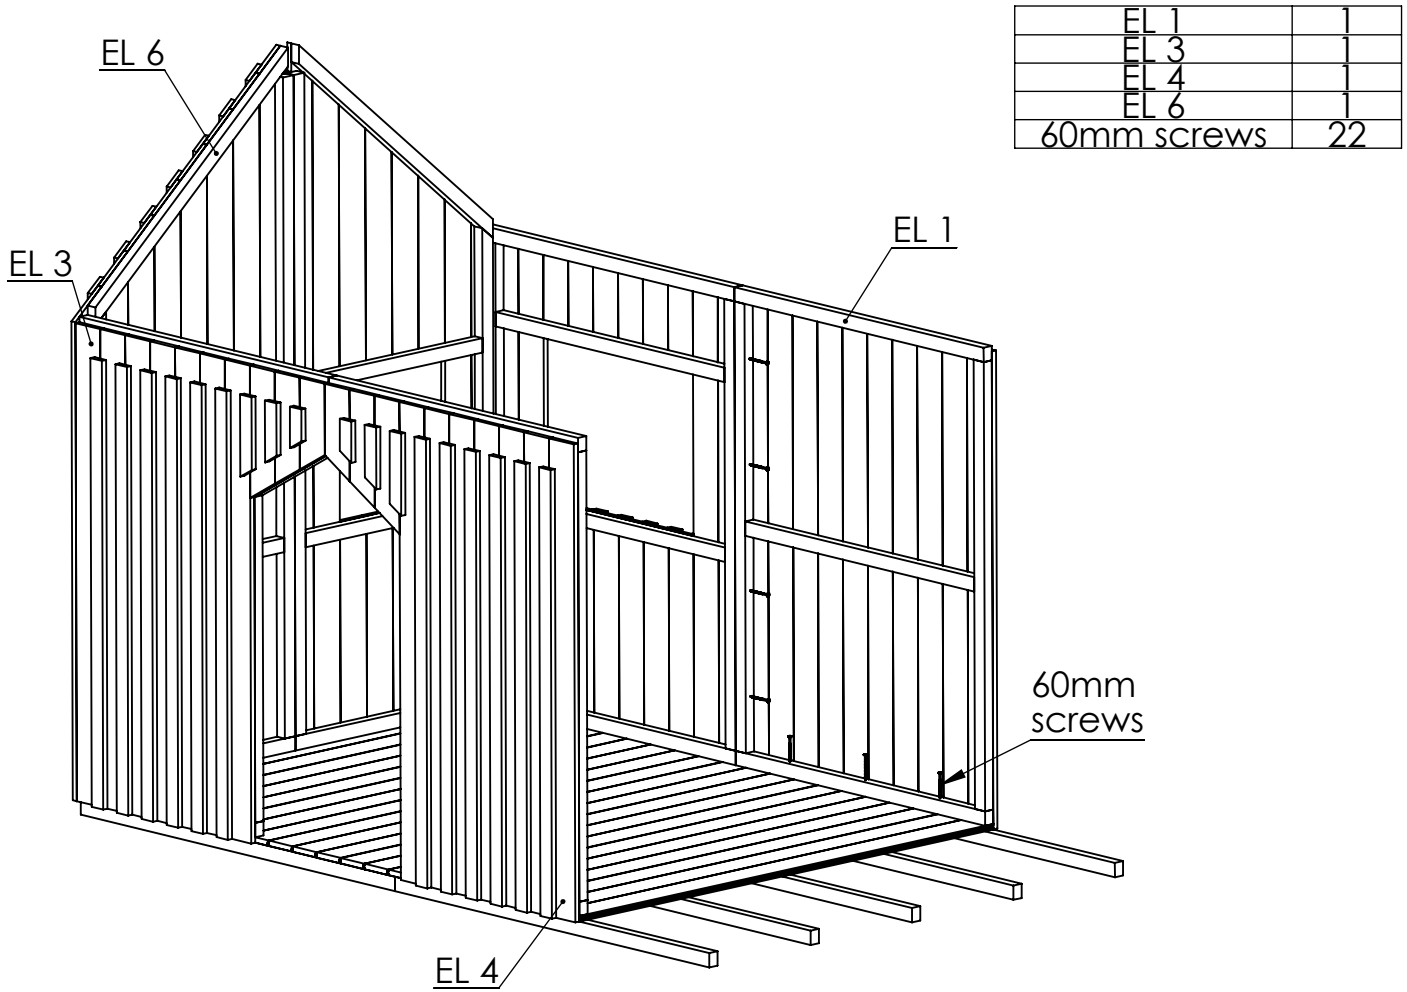 EL 1 1
EL 3 1
EL 4 1
EL 6 1
60mm screws 22
EL 6
EL 1
EL 3
60mm
screws
EL 4